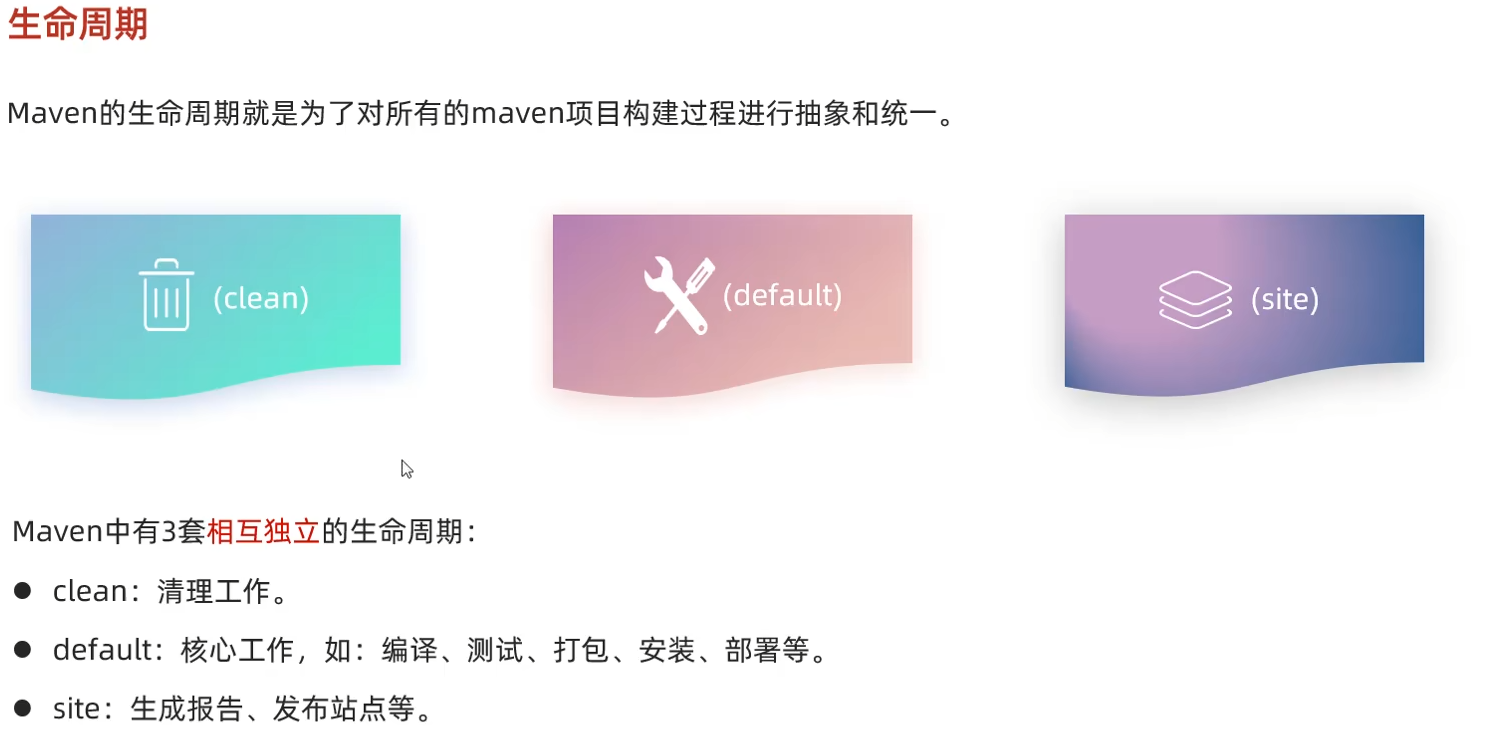 生命周期
Maven的生命周期就是为了对所有的maven项目构建过程进行抽象和统一。
(clean)
(default)
(site)
Maven中有3套相互独立的生命周期：
● clean：清理工作。
● default：核心工作，如：编译、测试、打包、安装、部署等。
● site：生成报告、发布站点等。